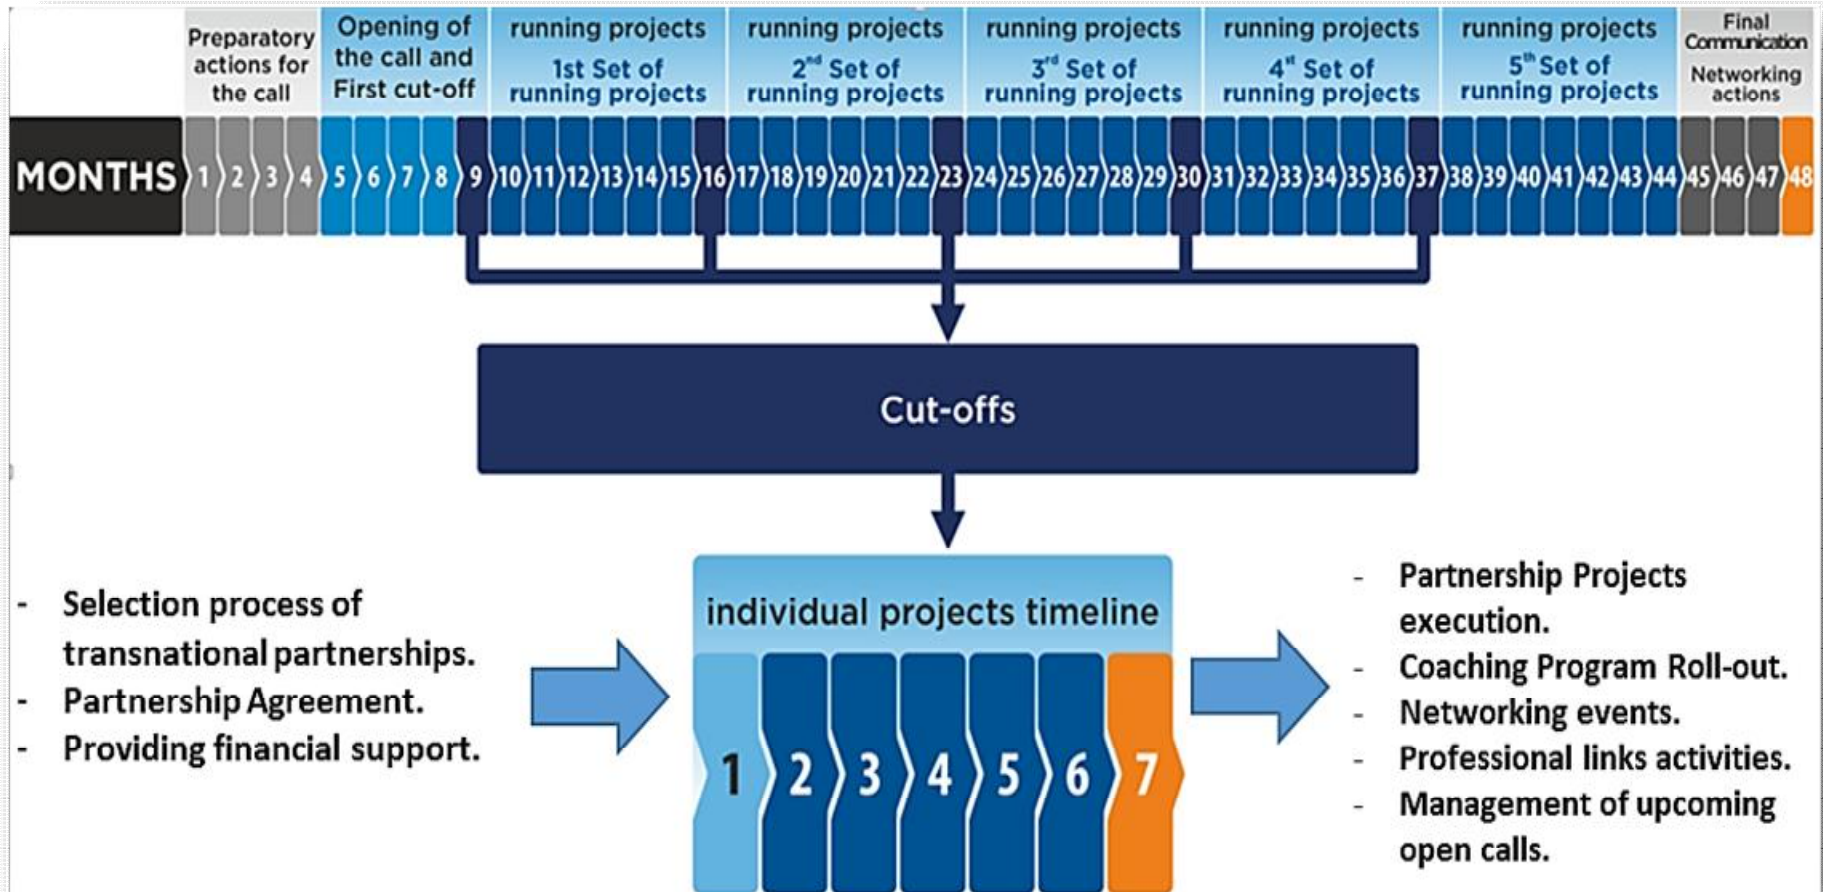 Preparatory
actions for
the call
Opening of
the call and
First cut-off
running projects
1st Set of
running projects
running projects
2nd Set of
running projects
running projects
3rd Set of
running projects
running projects
4st Set of
running projects
running projects
5th Set of
running projects
Final
Communication
Networking
actions
MONTHS 1 2 3 4 5 6 7 8 9 10 11 12 13 14 15 16 17 18 19 20 21 22 23 24 25 26 27 28 29 30 31 32 33 34 35 36 37 38 39 40 41 42 43 44 45 46 47 48
Cut-offs
- Selection process of
transnational partnerships.
- Partnership Agreement.
- Providing financial support.
individual projects timeline
1 2 3 4 5 6 7
- Partnership Projects
execution.
- Coaching Program Roll-out.
- Networking events.
- Professional links activities.
- Management of upcoming
open calls.